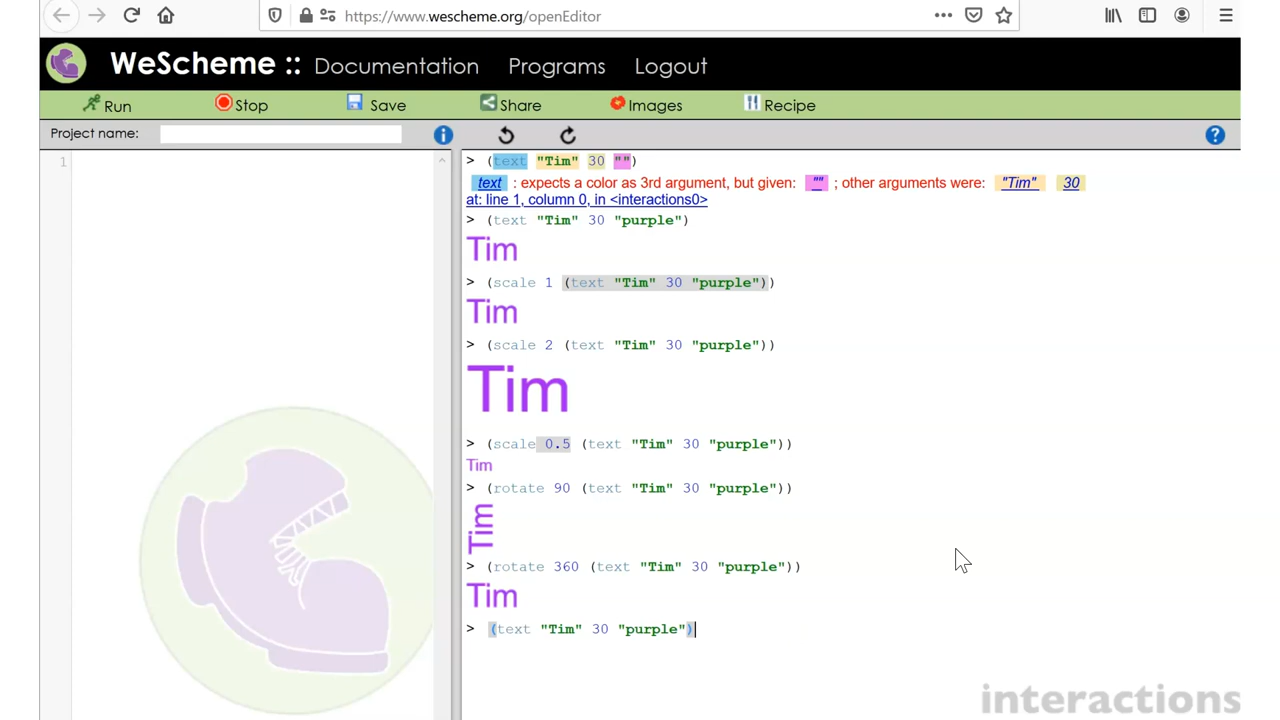 https://www.wescheme.org/openEditor
WeScheme :: Documentation Programs Logout
Run Stop Save Share Images Recipe
Project name:
1
> (text "Tim" 30 "")
text : expects a color as 3rd argument, but given: "" ; other arguments were: "Tim" 30
at: line 1, column 0, in <interactions0>
> (text "Tim" 30 "purple")
Tim
> (scale 1 (text "Tim" 30 "purple"))
Tim
> (scale 2 (text "Tim" 30 "purple"))
Tim
> (scale 0.5 (text "Tim" 30 "purple"))
Tim
> (rotate 90 (text "Tim" 30 "purple"))
Tim
> (rotate 360 (text "Tim" 30 "purple"))
Tim
> (text "Tim" 30 "purple")
interactions